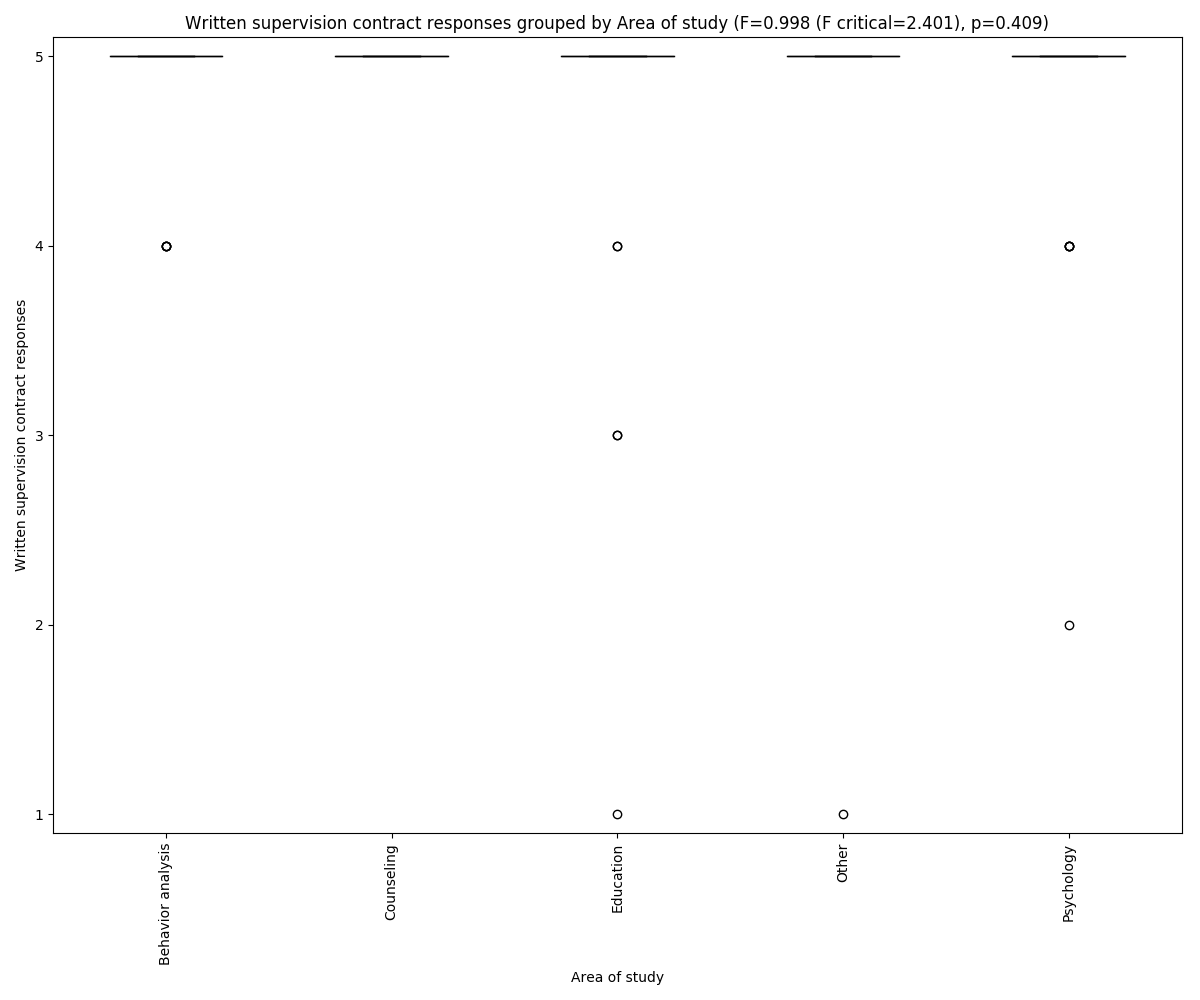 Written supervision contract responses grouped by Area of study (F=0.998 (F critical=2.401), p=0.409)
Written supervision contract responses
5
4
3
2
1
Behavior analysis
Counseling
Education
Other
Psychology
Area of study